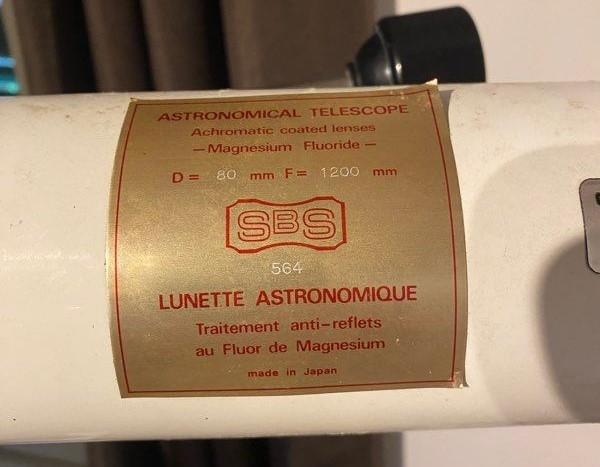 ASTRONOMICAL TELESCOPE
Achromatic coated lenses
— Magnesium Fluoride —
D = 80 mm F = 1200 mm
SBS
564
LUNETTE ASTRONOMIQUE
Traitement anti-reflets
au Fluor de Magnesium
made in Japan